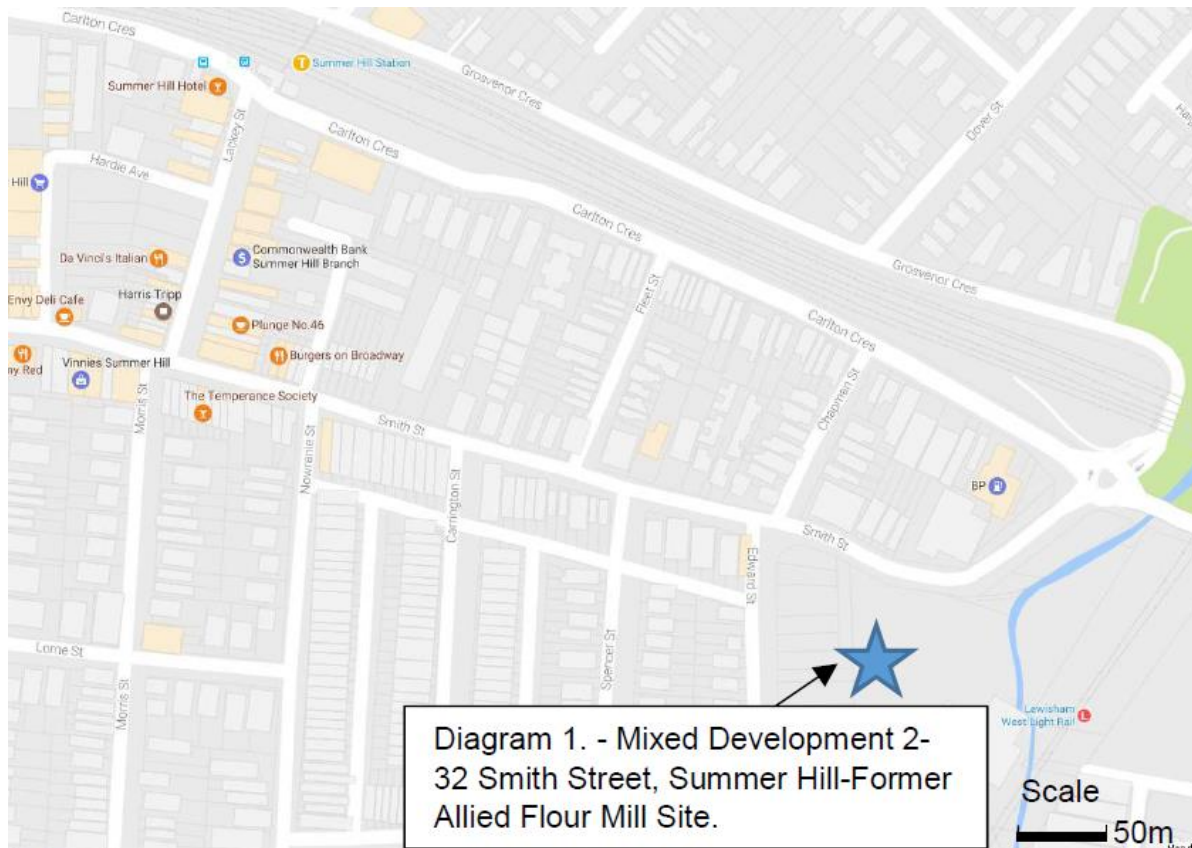 Carlton Cres
Summer Hill Station
Summer Hill Hotel
Grosvenor Cres
Dover St
Lackey St
Carlton Cres
Hardie Ave
Hill
Carlton Cres
Commonwealth Bank
Summer Hill Branch
Da Vinci's Italian
Grosvenor Cres
Fleet St
Envy Deli Cafe
Harris Tripp
Plunge No.46
Carlton Cres
Burgers on Broadway
Vinnies Summer Hill
Chapman St
Morris St
The Temperance Society
Smith St
Nowranie St
BP
Carrington St
Smith St
Edward St
Lorne St
Spencer St
Morris St
Lewisham
West Light Rail
Diagram 1. - Mixed Development 2-
32 Smith Street, Summer Hill-Former
Allied Flour Mill Site.
Scale
50m